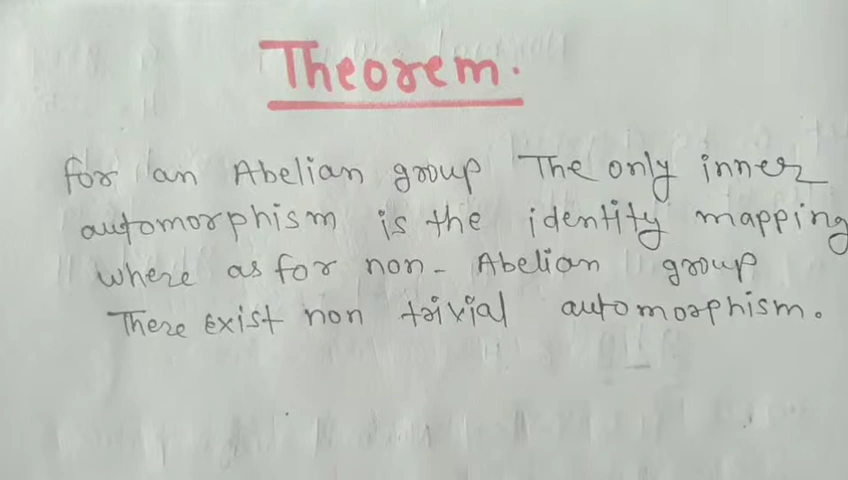 Theorem.
for an Abelian group The only inner
automorphism is the identity mapping
where as for non - Abelian group
There exist non trivial automorphism.